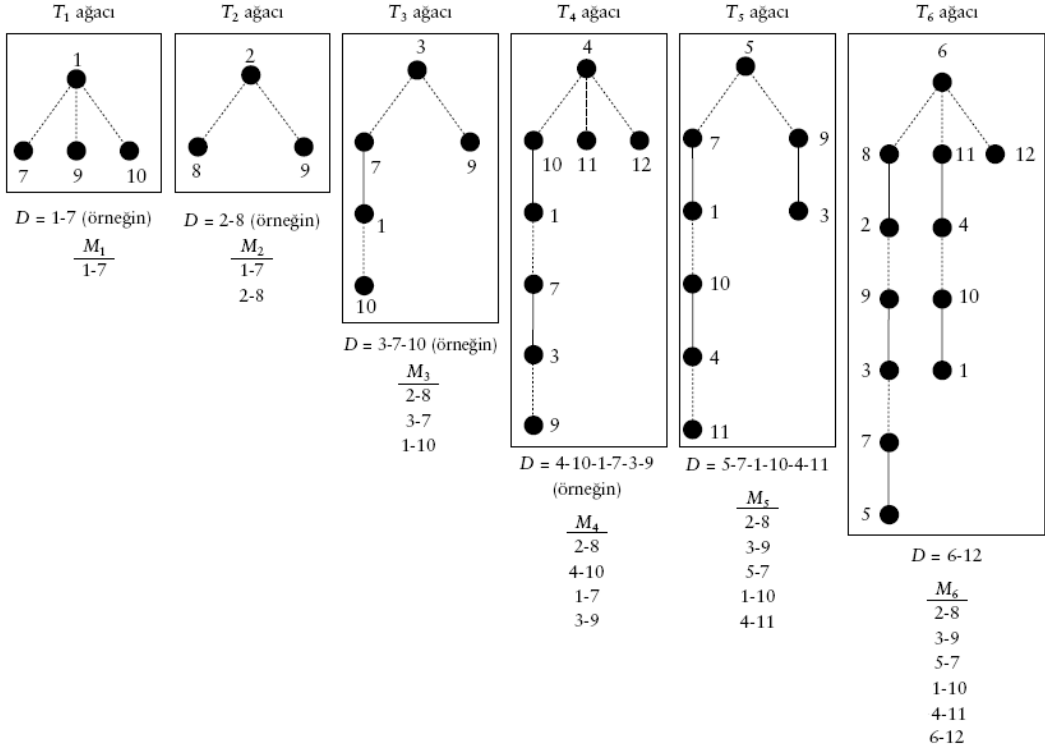 T₁ ağacı
1
7 9 10
D = 1-7 (örneğin)
M₁
1-7
T₂ ağacı
2
8 9
D = 2-8 (örneğin)
M₂
1-7
2-8
T₃ ağacı
3
7 9
1
10
D = 3-7-10 (örneğin)
M₃
2-8
3-7
1-10
T₄ ağacı
4
10 11 12
1
7
3
9
D = 4-10-1-7-3-9
(örneğin)
M₄
2-8
4-10
1-7
3-9
T₅ ağacı
5
7 9
1 3
10
4
11
D = 5-7-1-10-4-11
M₅
2-8
3-9
5-7
1-10
4-11
T₆ ağacı
6
8 11 12
2 4
9 10
3 1
7
5
D = 6-12
M₆
2-8
3-9
5-7
1-10
4-11
6-12